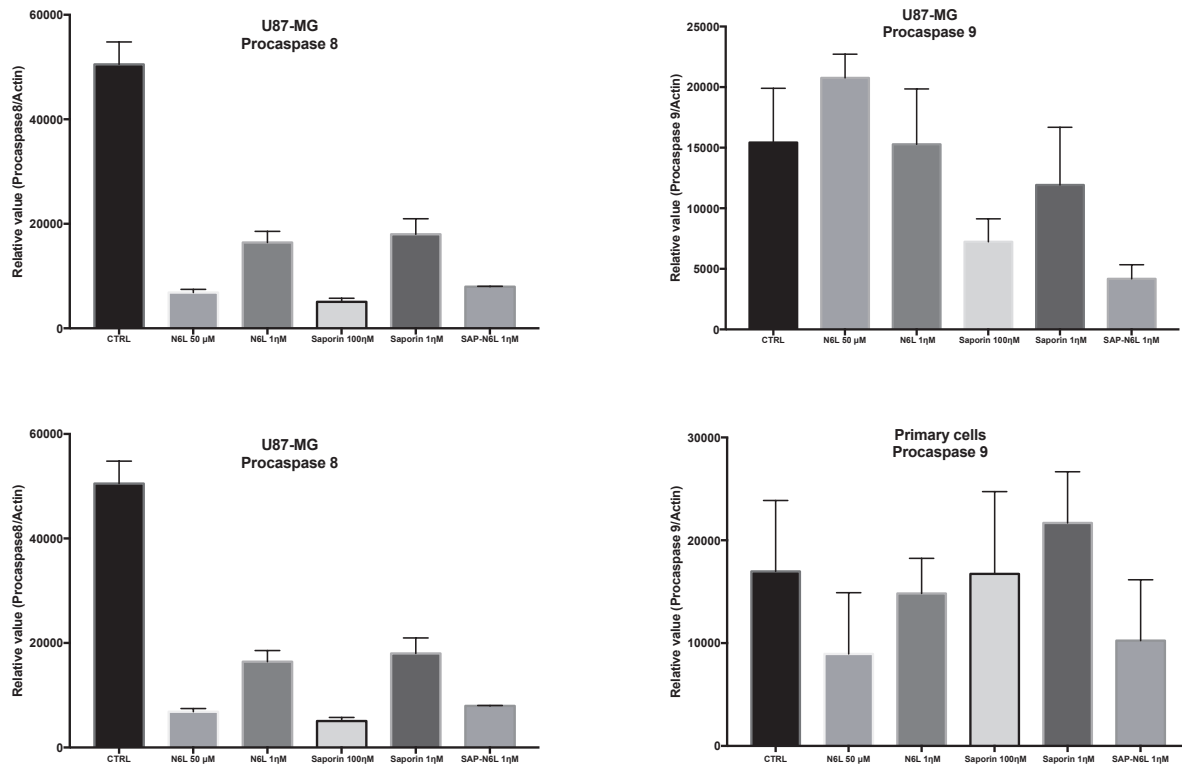 U87-MG
Procaspase 8
Relative value (Procaspase8/Actin)
60000
40000
20000
0
CTRL
N6L 50 μM
N6L 1ηM
Saporin 100ηM
Saporin 1ηM
SAP-N6L 1ηM
U87-MG
Procaspase 9
Relative value (Procaspase 9/Actin)
25000
20000
15000
10000
5000
0
CTRL
N6L 50 μM
N6L 1ηM
Saporin 100ηM
Saporin 1ηM
SAP-N6L 1ηM
U87-MG
Procaspase 8
Relative value (Procaspase8/Actin)
60000
40000
20000
0
CTRL
N6L 50 μM
N6L 1ηM
Saporin 100ηM
Saporin 1ηM
SAP-N6L 1ηM
Primary cells
Procaspase 9
Relative value (Procaspase 9/Actin)
30000
20000
10000
0
CTRL
N6L 50 μM
N6L 1ηM
Saporin 100ηM
Saporin 1ηM
SAP-N6L 1ηM